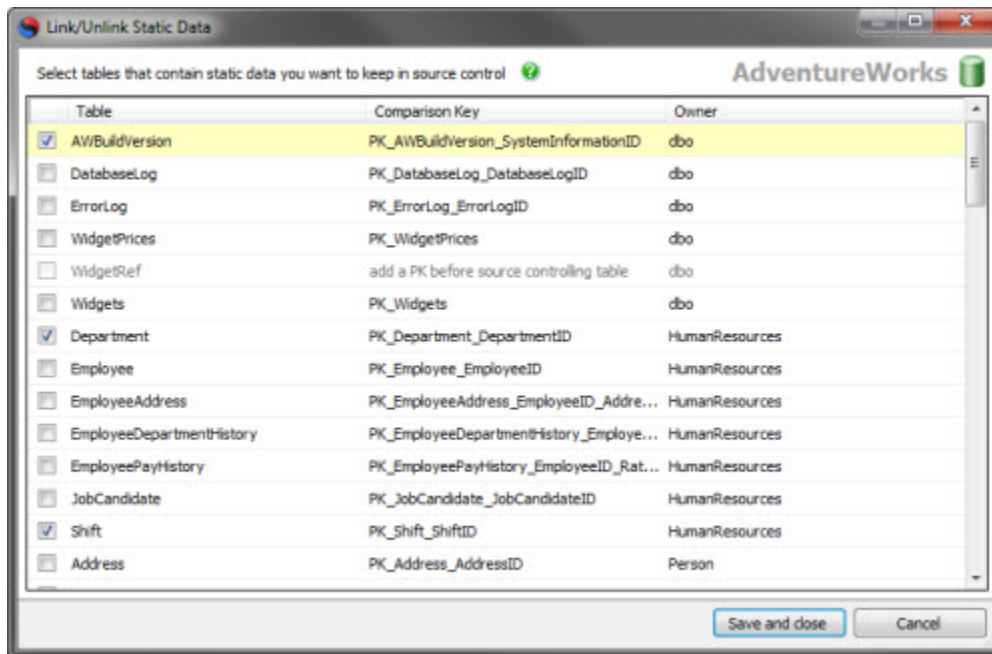 Link/Unlink Static Data
Select tables that contain static data you want to keep in source control ? AdventureWorks
Table Comparison Key Owner
AWBuildVersion PK_AWBuildVersion_SystemInformationID dbo
DatabaseLog PK_DatabaseLog_DatabaseLogID dbo
ErrorLog PK_ErrorLog_ErrorLogID dbo
WidgetPrices PK_WidgetPrices dbo
WidgetRef add a PK before source controlling table dbo
Widgets PK_Widgets dbo
Department PK_Department_DepartmentID HumanResources
Employee PK_Employee_EmployeeID HumanResources
EmployeeAddress PK_EmployeeAddress_EmployeeID_Addre... HumanResources
EmployeeDepartmentHistory PK_EmployeeDepartmentHistory_Employe... HumanResources
EmployeePayHistory PK_EmployeePayHistory_EmployeeID_Rat... HumanResources
JobCandidate PK_JobCandidate_JobCandidateID HumanResources
Shift PK_Shift_ShiftID HumanResources
Address PK_Address_AddressID Person
Save and close Cancel